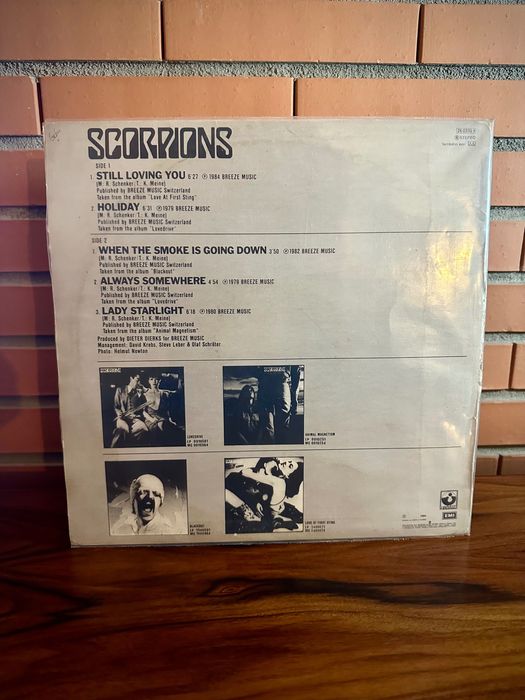 SCORPIONS
STEREO
SIDE 1
1. STILL LOVING YOU 6'27 Ⓟ 1984 BREEZE MUSIC
(M: R. Schenker/T: K. Meine)
Published by BREEZE MUSIC Switzerland
Taken from the album "Love At First Sting"
2. HOLIDAY 6'31 Ⓟ 1979 BREEZE MUSIC
(M: R. Schenker/T: K. Meine)
Published by BREEZE MUSIC Switzerland
Taken from the album "Lovedrive"
SIDE 2
1. WHEN THE SMOKE IS GOING DOWN 3'50 Ⓟ 1982 BREEZE MUSIC
(M: R. Schenker/T: K. Meine)
Published by BREEZE MUSIC Switzerland
Taken from the album "Blackout"
2. ALWAYS SOMEWHERE 4'54 Ⓟ 1979 BREEZE MUSIC
(M: R. Schenker/T: K. Meine)
Published by BREEZE MUSIC Switzerland
Taken from the album "Lovedrive"
3. LADY STARLIGHT 6'18 Ⓟ 1980 BREEZE MUSIC
(M: R. Schenker/T: K. Meine)
Published by BREEZE MUSIC Switzerland
Taken from the album "Animal Magnetism"
Produced by DIETER DIERKS for BREEZE MUSIC
Management: David Krebs, Steve Leber & Olaf Schröter
Photo: Helmut Newton
LOVEDRIVE
ANIMAL MAGNETISM
BLACKOUT
LOVE AT FIRST STING
EMI